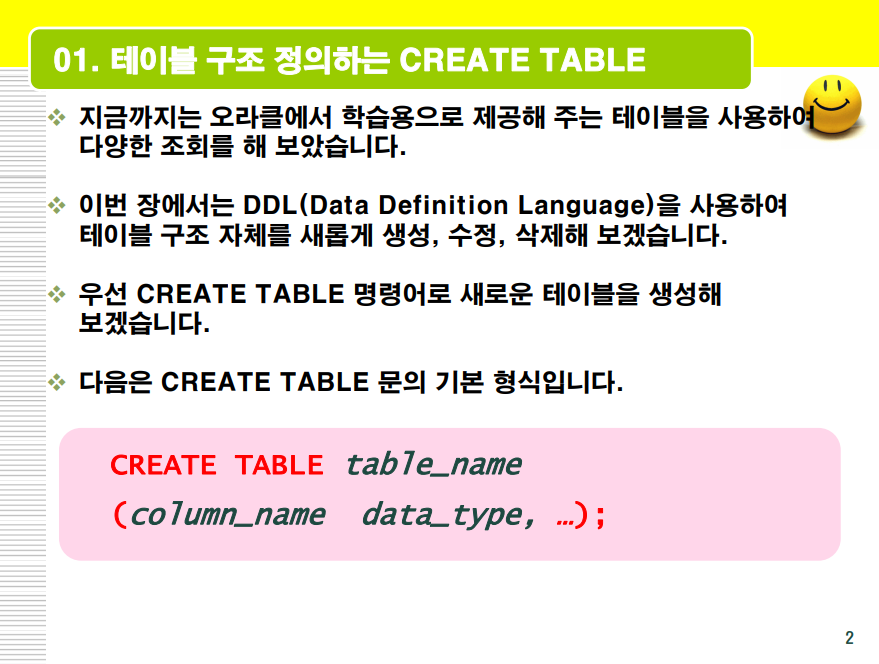 01. 테이블 구조 정의하는 CREATE TABLE
지금까지는 오라클에서 학습용으로 제공해 주는 테이블을 사용하여
다양한 조회를 해 보았습니다.
이번 장에서는 DDL(Data Definition Language)을 사용하여
테이블 구조 자체를 새롭게 생성, 수정, 삭제해 보겠습니다.
우선 CREATE TABLE 명령어로 새로운 테이블을 생성해
보겠습니다.
다음은 CREATE TABLE 문의 기본 형식입니다.
CREATE TABLE table_name
(column_name data_type, …);
2